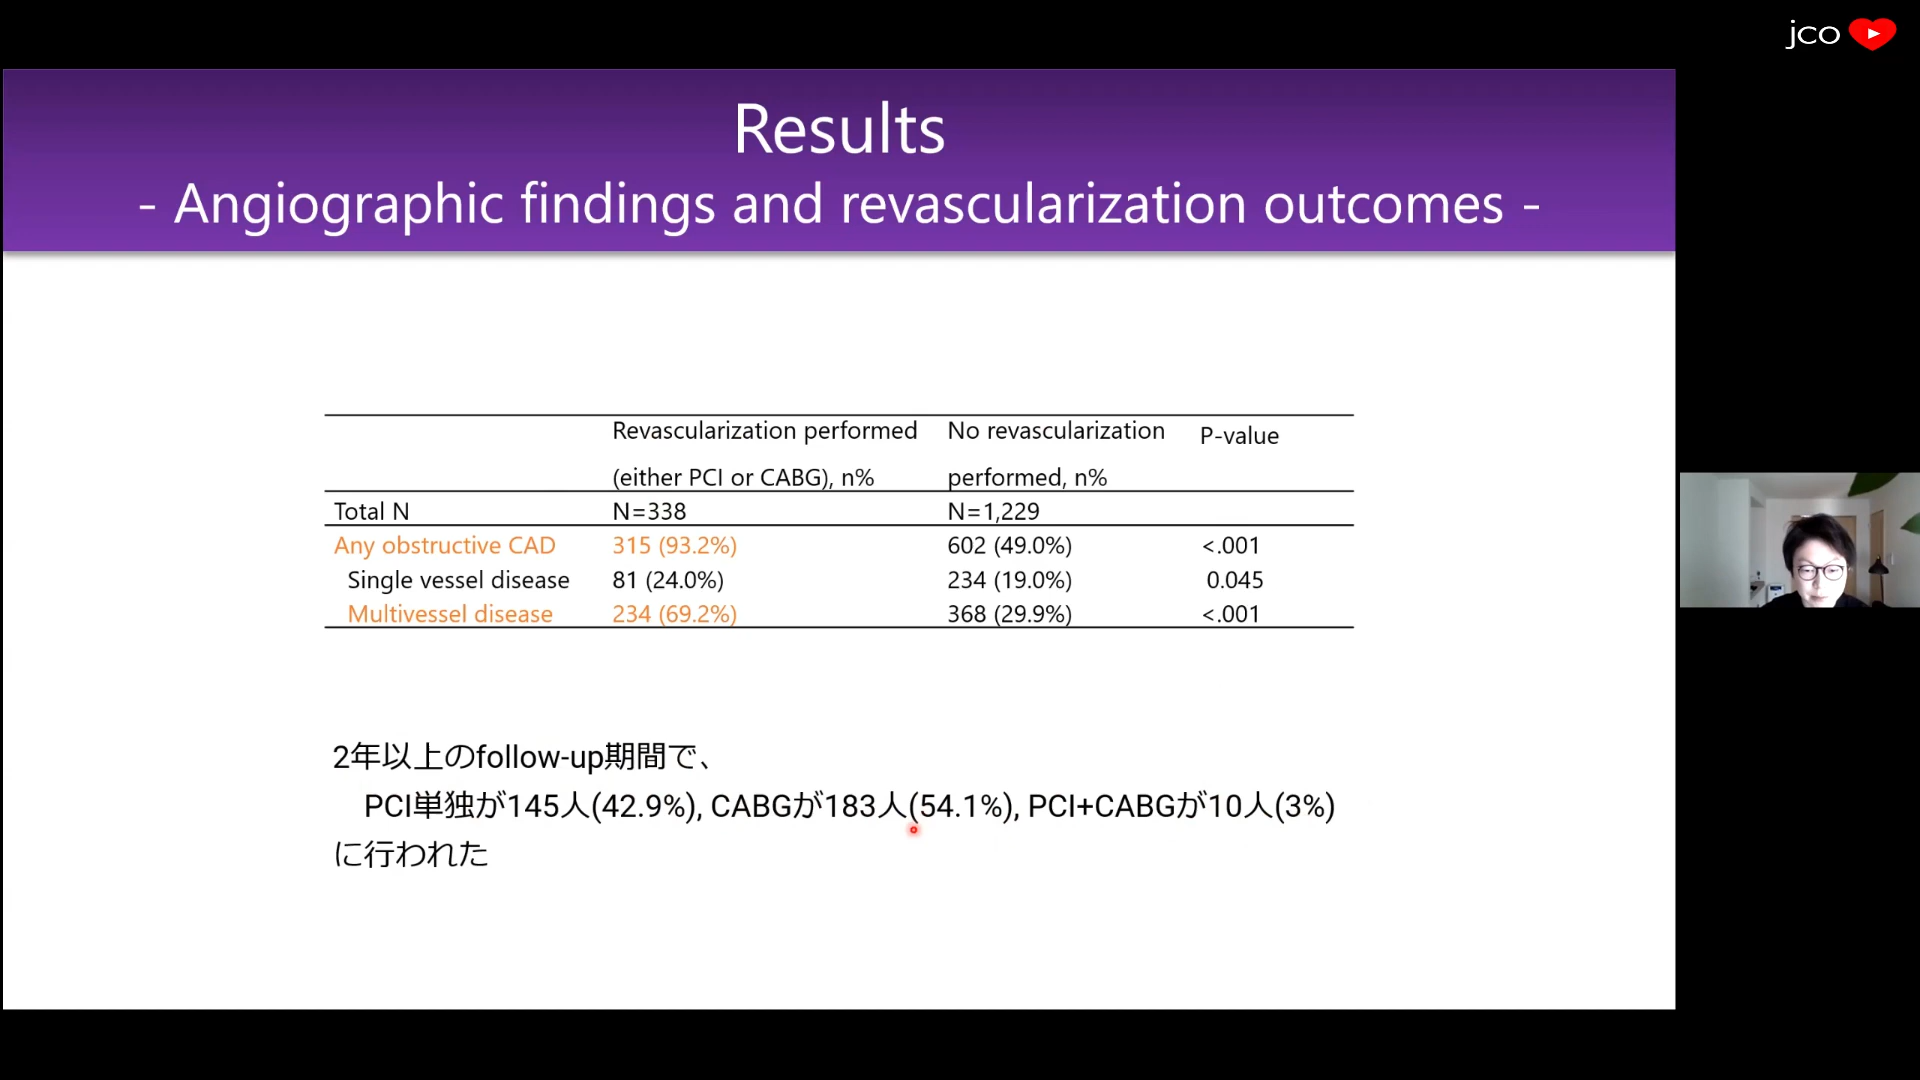 jco
Results
- Angiographic findings and revascularization outcomes -
Revascularization performed (either PCI or CABG), n% No revascularization performed, n% P-value
Total N N=338 N=1,229
Any obstructive CAD 315 (93.2%) 602 (49.0%) <.001
Single vessel disease 81 (24.0%) 234 (19.0%) 0.045
Multivessel disease 234 (69.2%) 368 (29.9%) <.001
2年以上のfollow-up期間で、
PCI単独が145人(42.9%), CABGが183人(54.1%), PCI+CABGが10人(3%)
に行われた